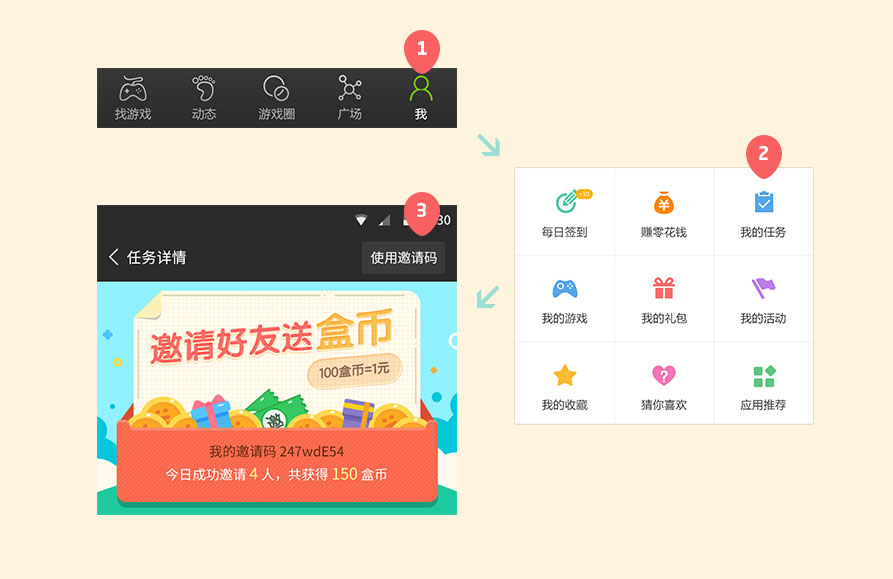 1
找游戏 动态 游戏圈 广场 我
2
+30
每日签到 赚零花钱 我的任务
我的游戏 我的礼包 我的活动
我的收藏 猜你喜欢 应用推荐
3
30
任务详情 使用邀请码
邀请好友送盒币
100盒币=1元
我的邀请码 247wdE54
今日成功邀请 4 人，共获得 150 盒币